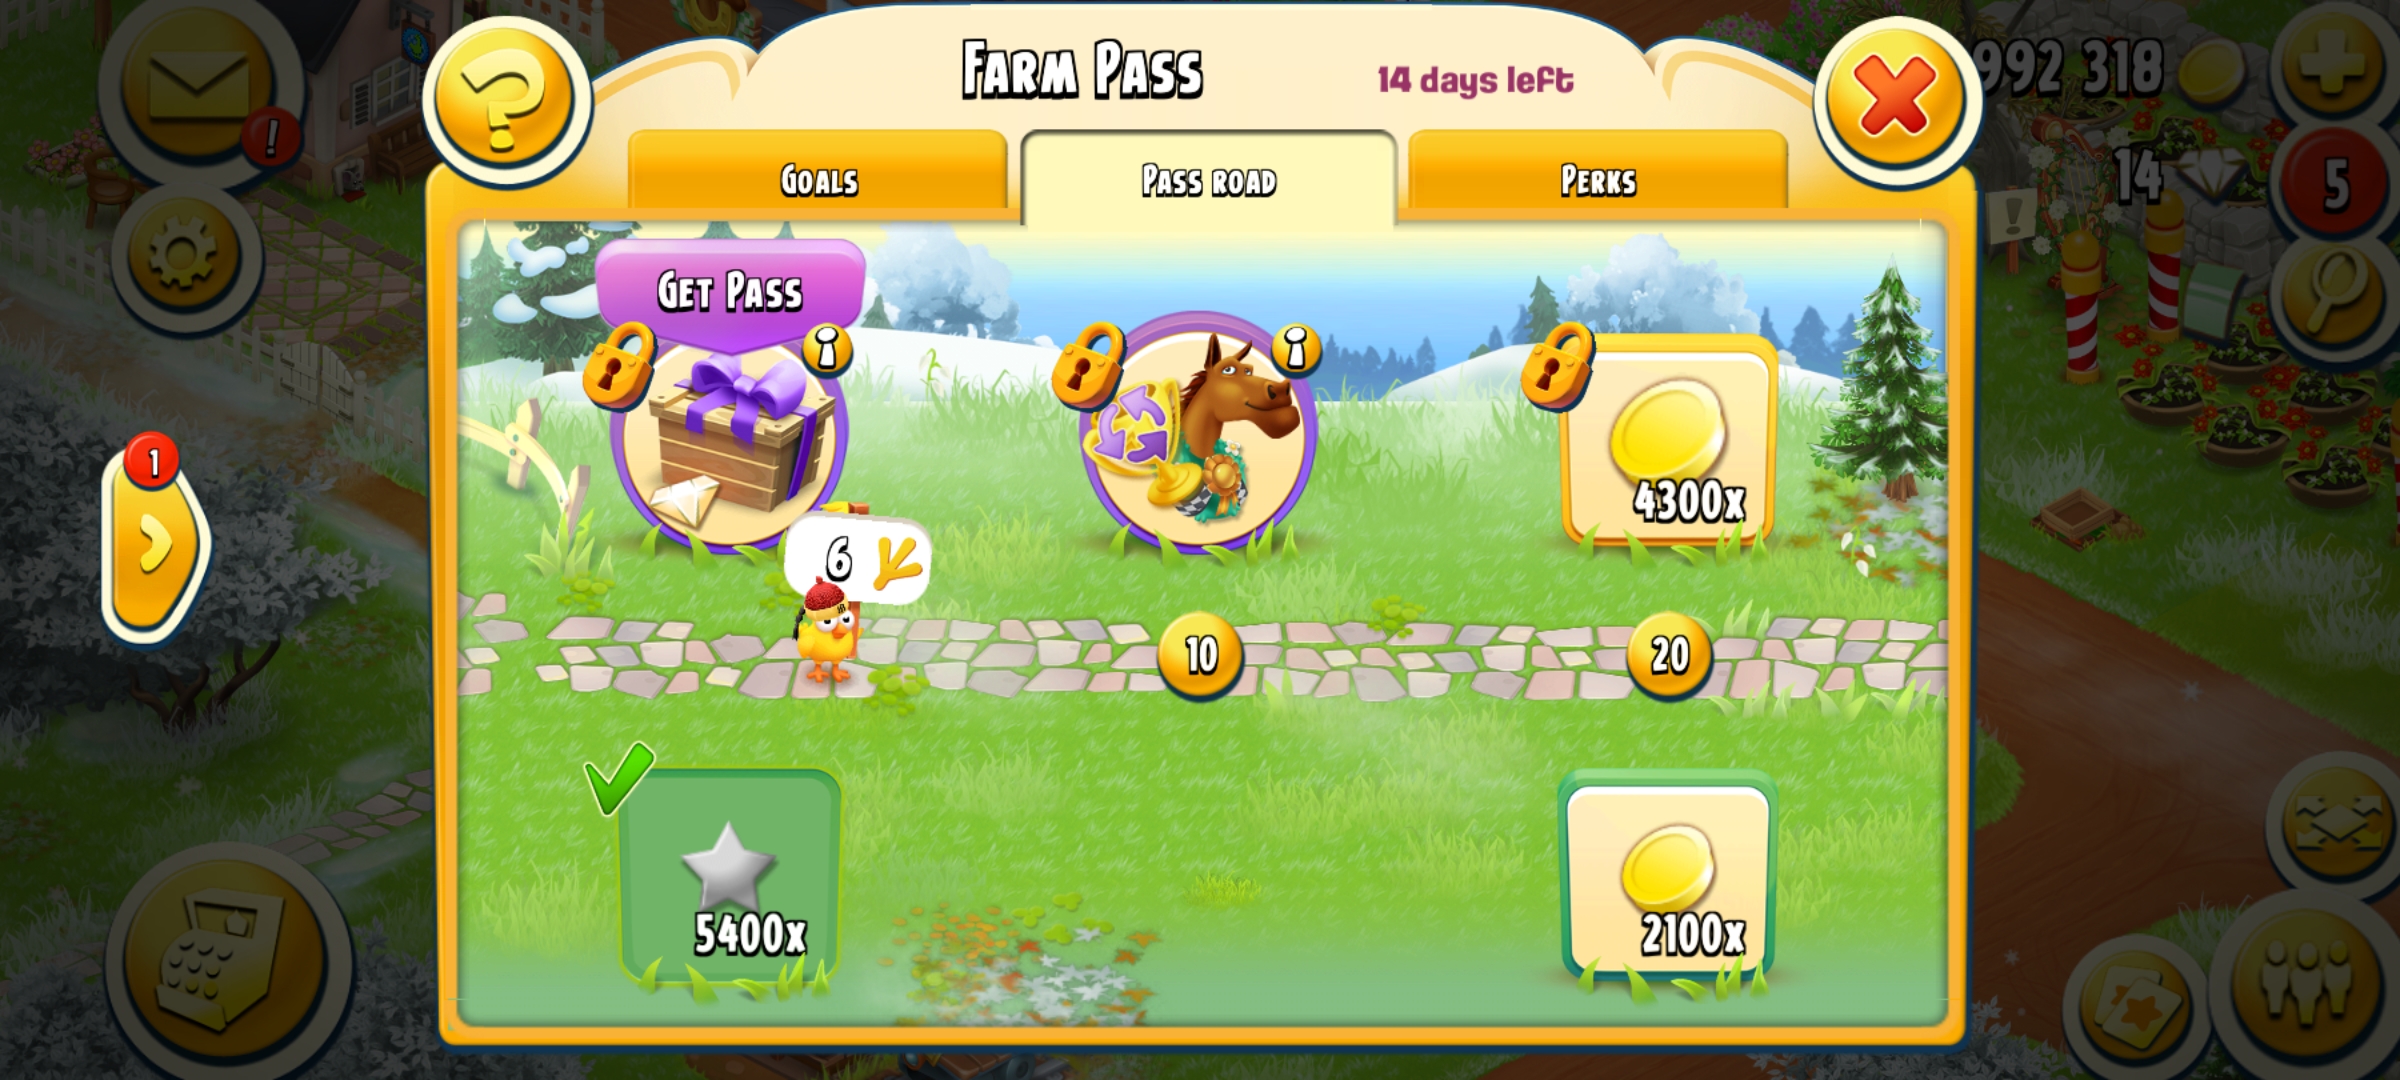 FARM PASS
14 days left
992 318
14
5
GOALS
PASS ROAD
PERKS
GET PASS
4300x
1
6
10
20
5400x
2100x